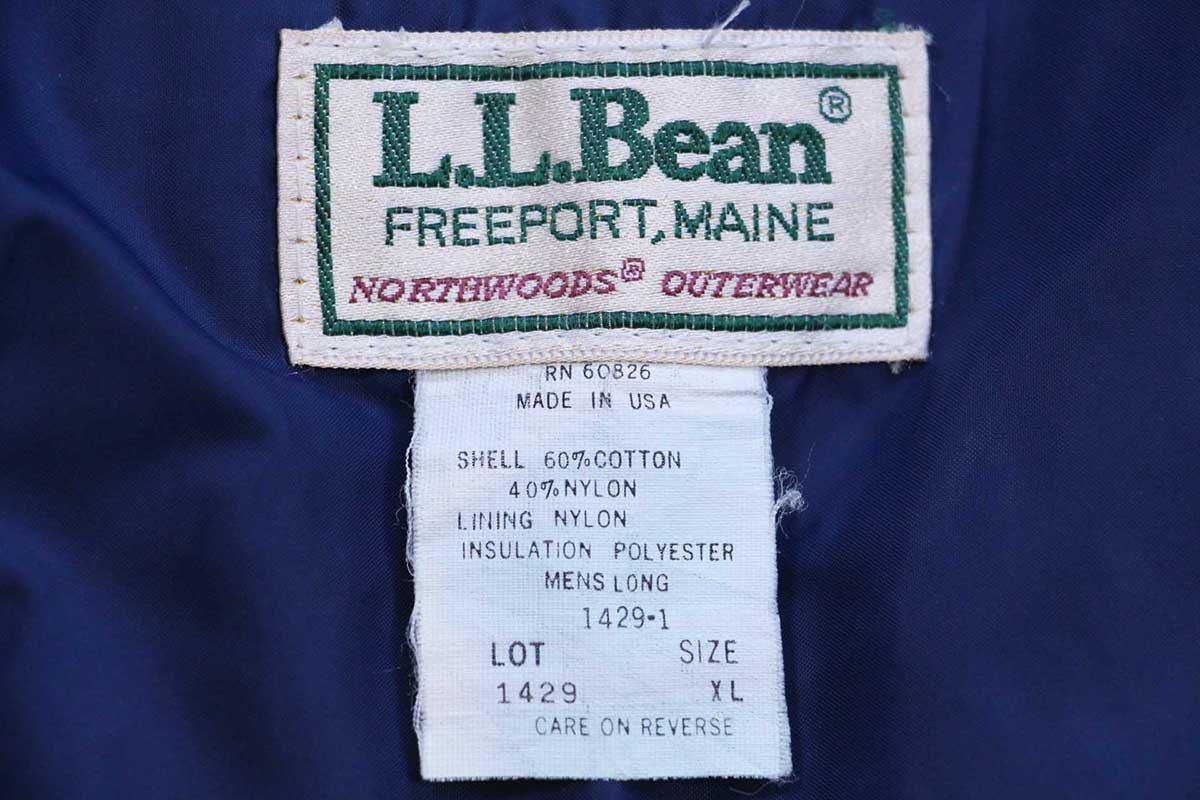 L.L.Bean®
FREEPORT, MAINE
NORTHWOODS® OUTERWEAR
RN 60826
MADE IN USA
SHELL 60% COTTON
40% NYLON
LINING NYLON
INSULATION POLYESTER
MENS LONG
1429-1
LOT SIZE
1429 XL
CARE ON REVERSE